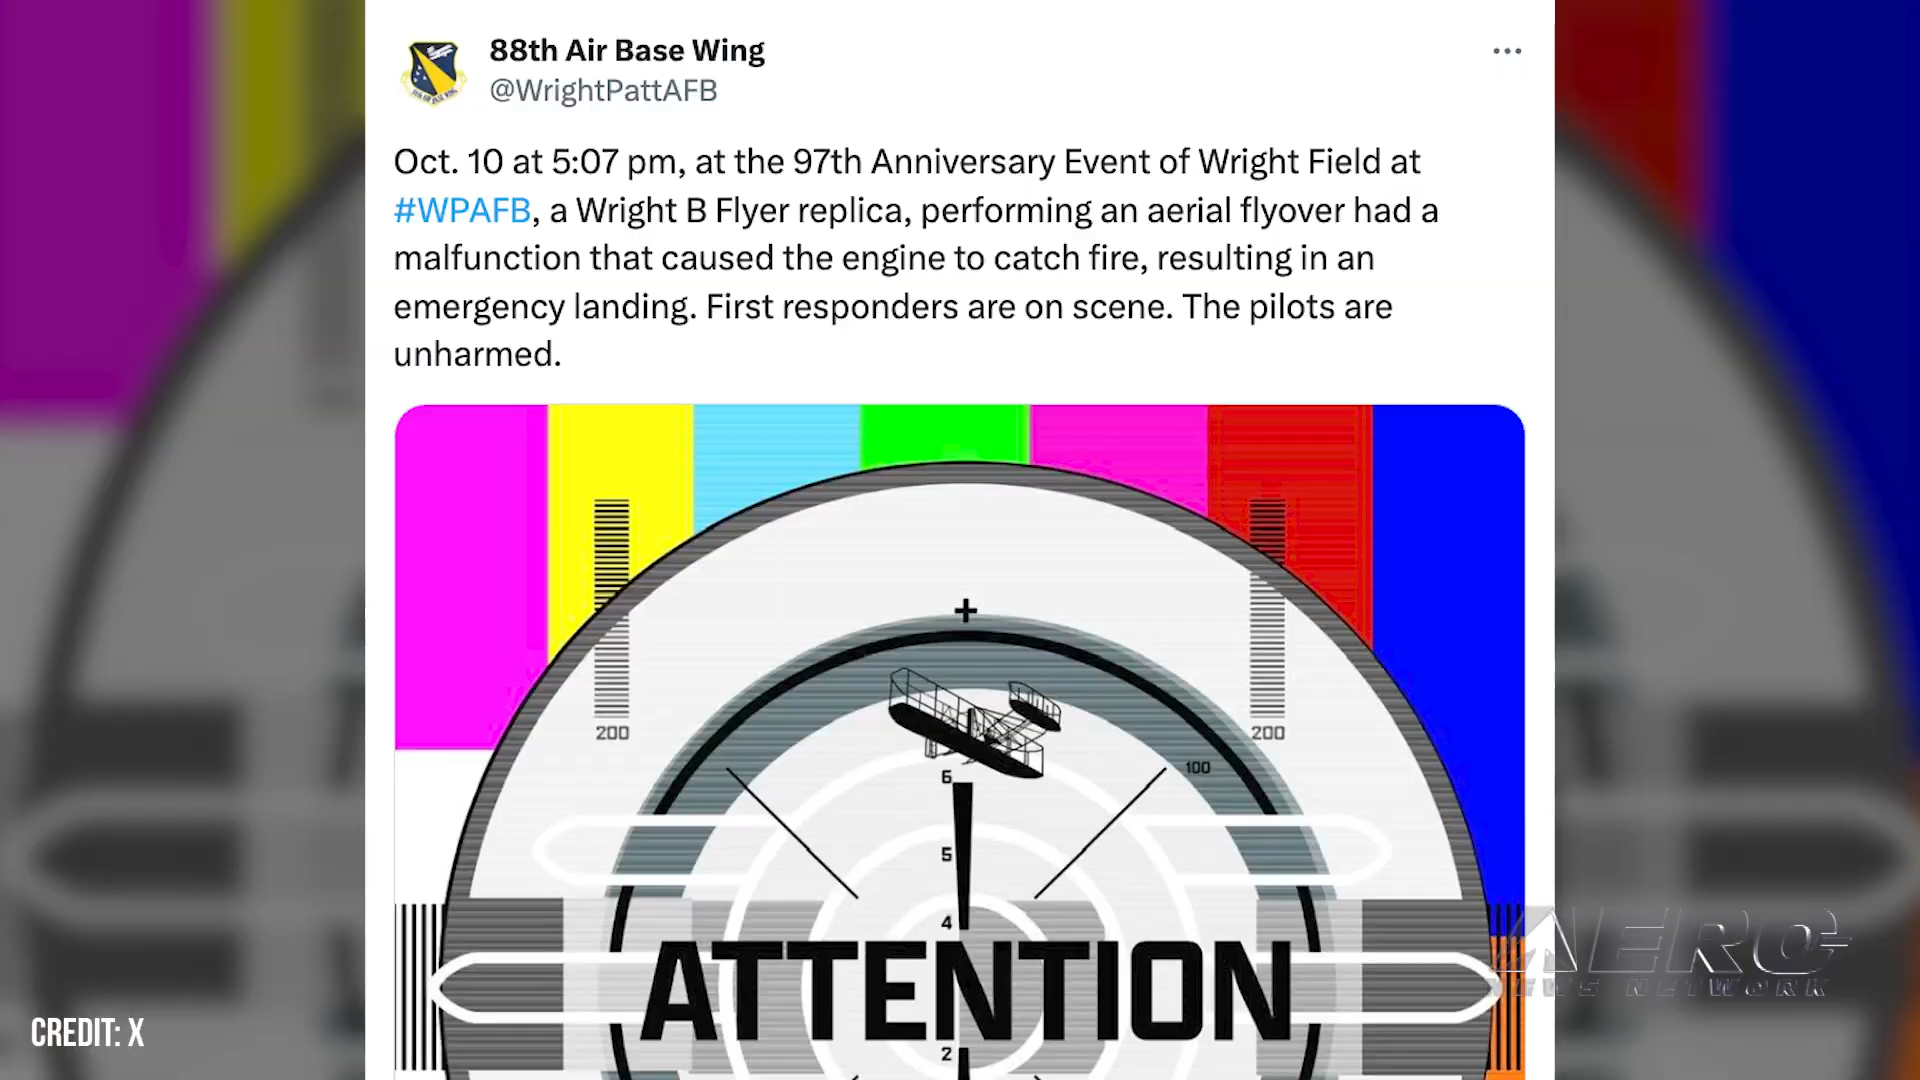 88th Air Base Wing
@WrightPattAFB
Oct. 10 at 5:07 pm, at the 97th Anniversary Event of Wright Field at
#WPAFB, a Wright B Flyer replica, performing an aerial flyover had a
malfunction that caused the engine to catch fire, resulting in an
emergency landing. First responders are on scene. The pilots are
unharmed.
200
200
100
6
5
4
ATTENTION
2
AERO
NEWS NETWORK
CREDIT: X